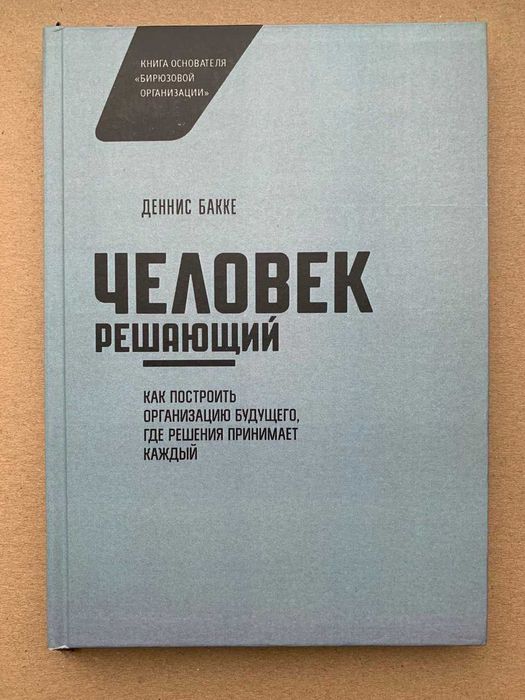 КНИГА ОСНОВАТЕЛЯ
«БИРЮЗОВОЙ
ОРГАНИЗАЦИИ»
ДЕННИС БАККЕ
ЧЕЛОВЕК
РЕШАЮЩИЙ
КАК ПОСТРОИТЬ
ОРГАНИЗАЦИЮ БУДУЩЕГО,
ГДЕ РЕШЕНИЯ ПРИНИМАЕТ
КАЖДЫЙ